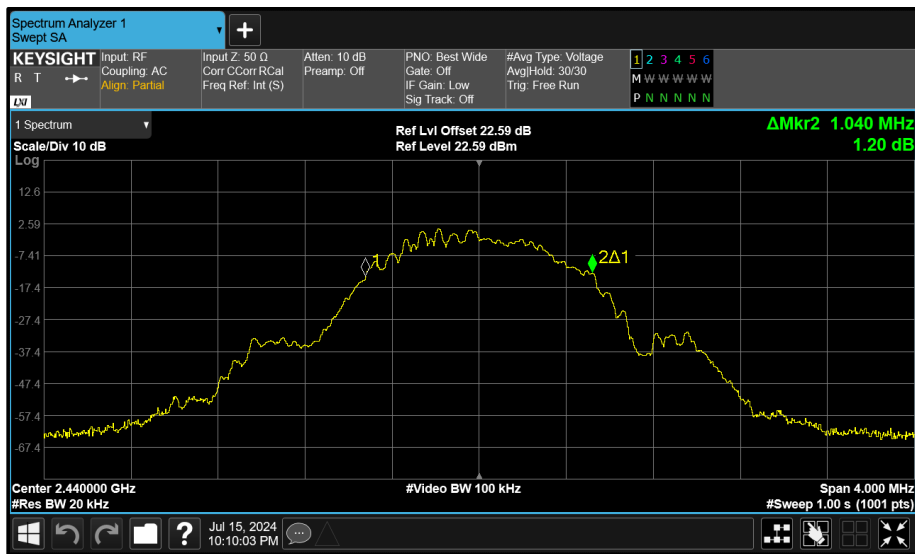 Spectrum Analyzer 1
Swept SA
KEYSIGHT
R T
LXI
Input: RF
Coupling: AC
Align: Partial
Input Z: 50 Ω
Corr CCorr RCal
Freq Ref: Int (S)
Atten: 10 dB
Preamp: Off
PNO: Best Wide
Gate: Off
IF Gain: Low
Sig Track: Off
#Avg Type: Voltage
Avg|Hold: 30/30
Trig: Free Run
1 2 3 4 5 6
M W W W W W
P N N N N N
1 Spectrum
Scale/Div 10 dB
Ref Lvl Offset 22.59 dB
Ref Level 22.59 dBm
ΔMkr2 1.040 MHz
1.20 dB
Log
12.6
2.59
-7.41
-17.4
-27.4
-37.4
-47.4
-57.4
-67.4
1
2Δ1
Center 2.440000 GHz
#Res BW 20 kHz
#Video BW 100 kHz
Span 4.000 MHz
#Sweep 1.00 s (1001 pts)
?
Jul 15, 2024
10:10:03 PM